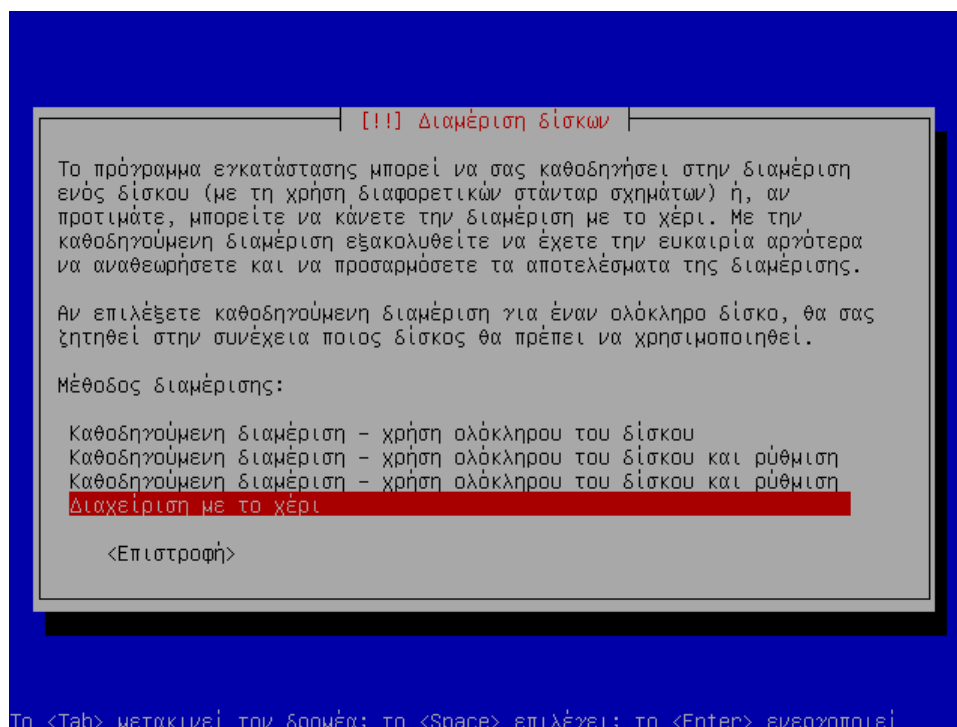 [!!] Διαμέριση δίσκων
Το πρόγραμμα εγκατάστασης μπορεί να σας καθοδηγήσει στην διαμέριση
ενός δίσκου (με τη χρήση διαφορετικών στάνταρ σχημάτων) ή, αν
προτιμάτε, μπορείτε να κάνετε την διαμέριση με το χέρι. Με την
καθοδηγούμενη διαμέριση εξακολυθείτε να έχετε την ευκαιρία αργότερα
να αναθεωρήσετε και να προσαρμόσετε τα αποτελέσματα της διαμέρισης.
Αν επιλέξετε καθοδηγούμενη διαμέριση για έναν ολόκληρο δίσκο, θα σας
ζητηθεί στην συνέχεια ποιος δίσκος θα πρέπει να χρησιμοποιηθεί.
Μέθοδος διαμέρισης:
Καθοδηγούμενη διαμέριση - χρήση ολόκληρου του δίσκου
Καθοδηγούμενη διαμέριση - χρήση ολόκληρου του δίσκου και ρύθμιση
Καθοδηγούμενη διαμέριση - χρήση ολόκληρου του δίσκου και ρύθμιση
Διαχείριση με το χέρι
<Επιστροφή>
Το <Tab> μετακινεί τον δρομέα; το <Space> επιλέγει; το <Enter> ενεργοποιεί